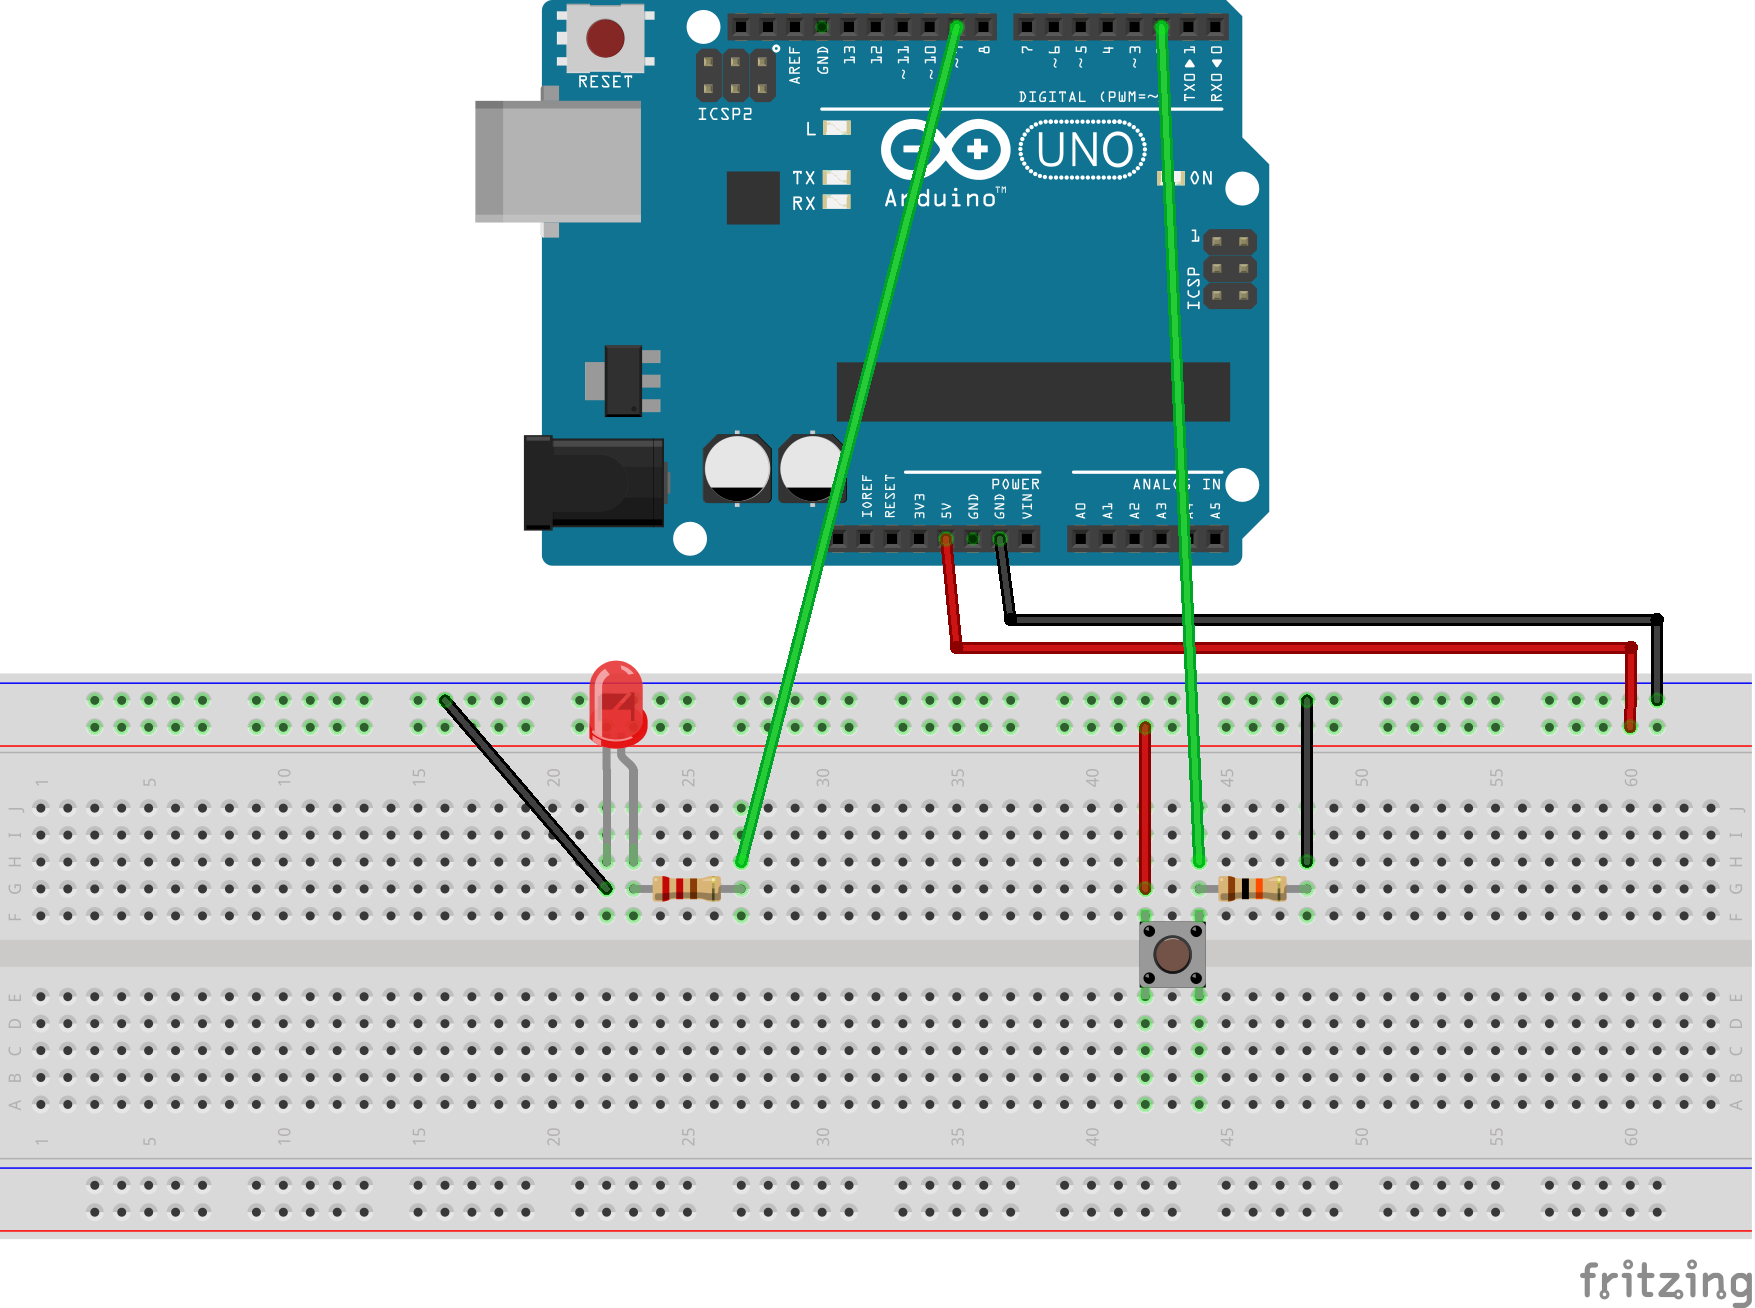 RESET
ICSP2
AREF
GND
13
12
~11
~10
8
7
~6
~5
4
~3
TX0▶1
RX0◀0
DIGITAL (PWM=~
L
TX
RX
Arduino™
UNO
ON
1
ICSP
IOREF
RESET
3V3
5V
GND
GND
VIN
POWER
ANALOG IN
A0
A1
A2
A3
A5
1 5 10 15 20 25 30 35 40 45 50 55 60
J J
I I
H H
G G
F F
E E
D D
C C
B B
A A
1 5 10 15 20 25 30 35 40 45 50 55 60
fritzing